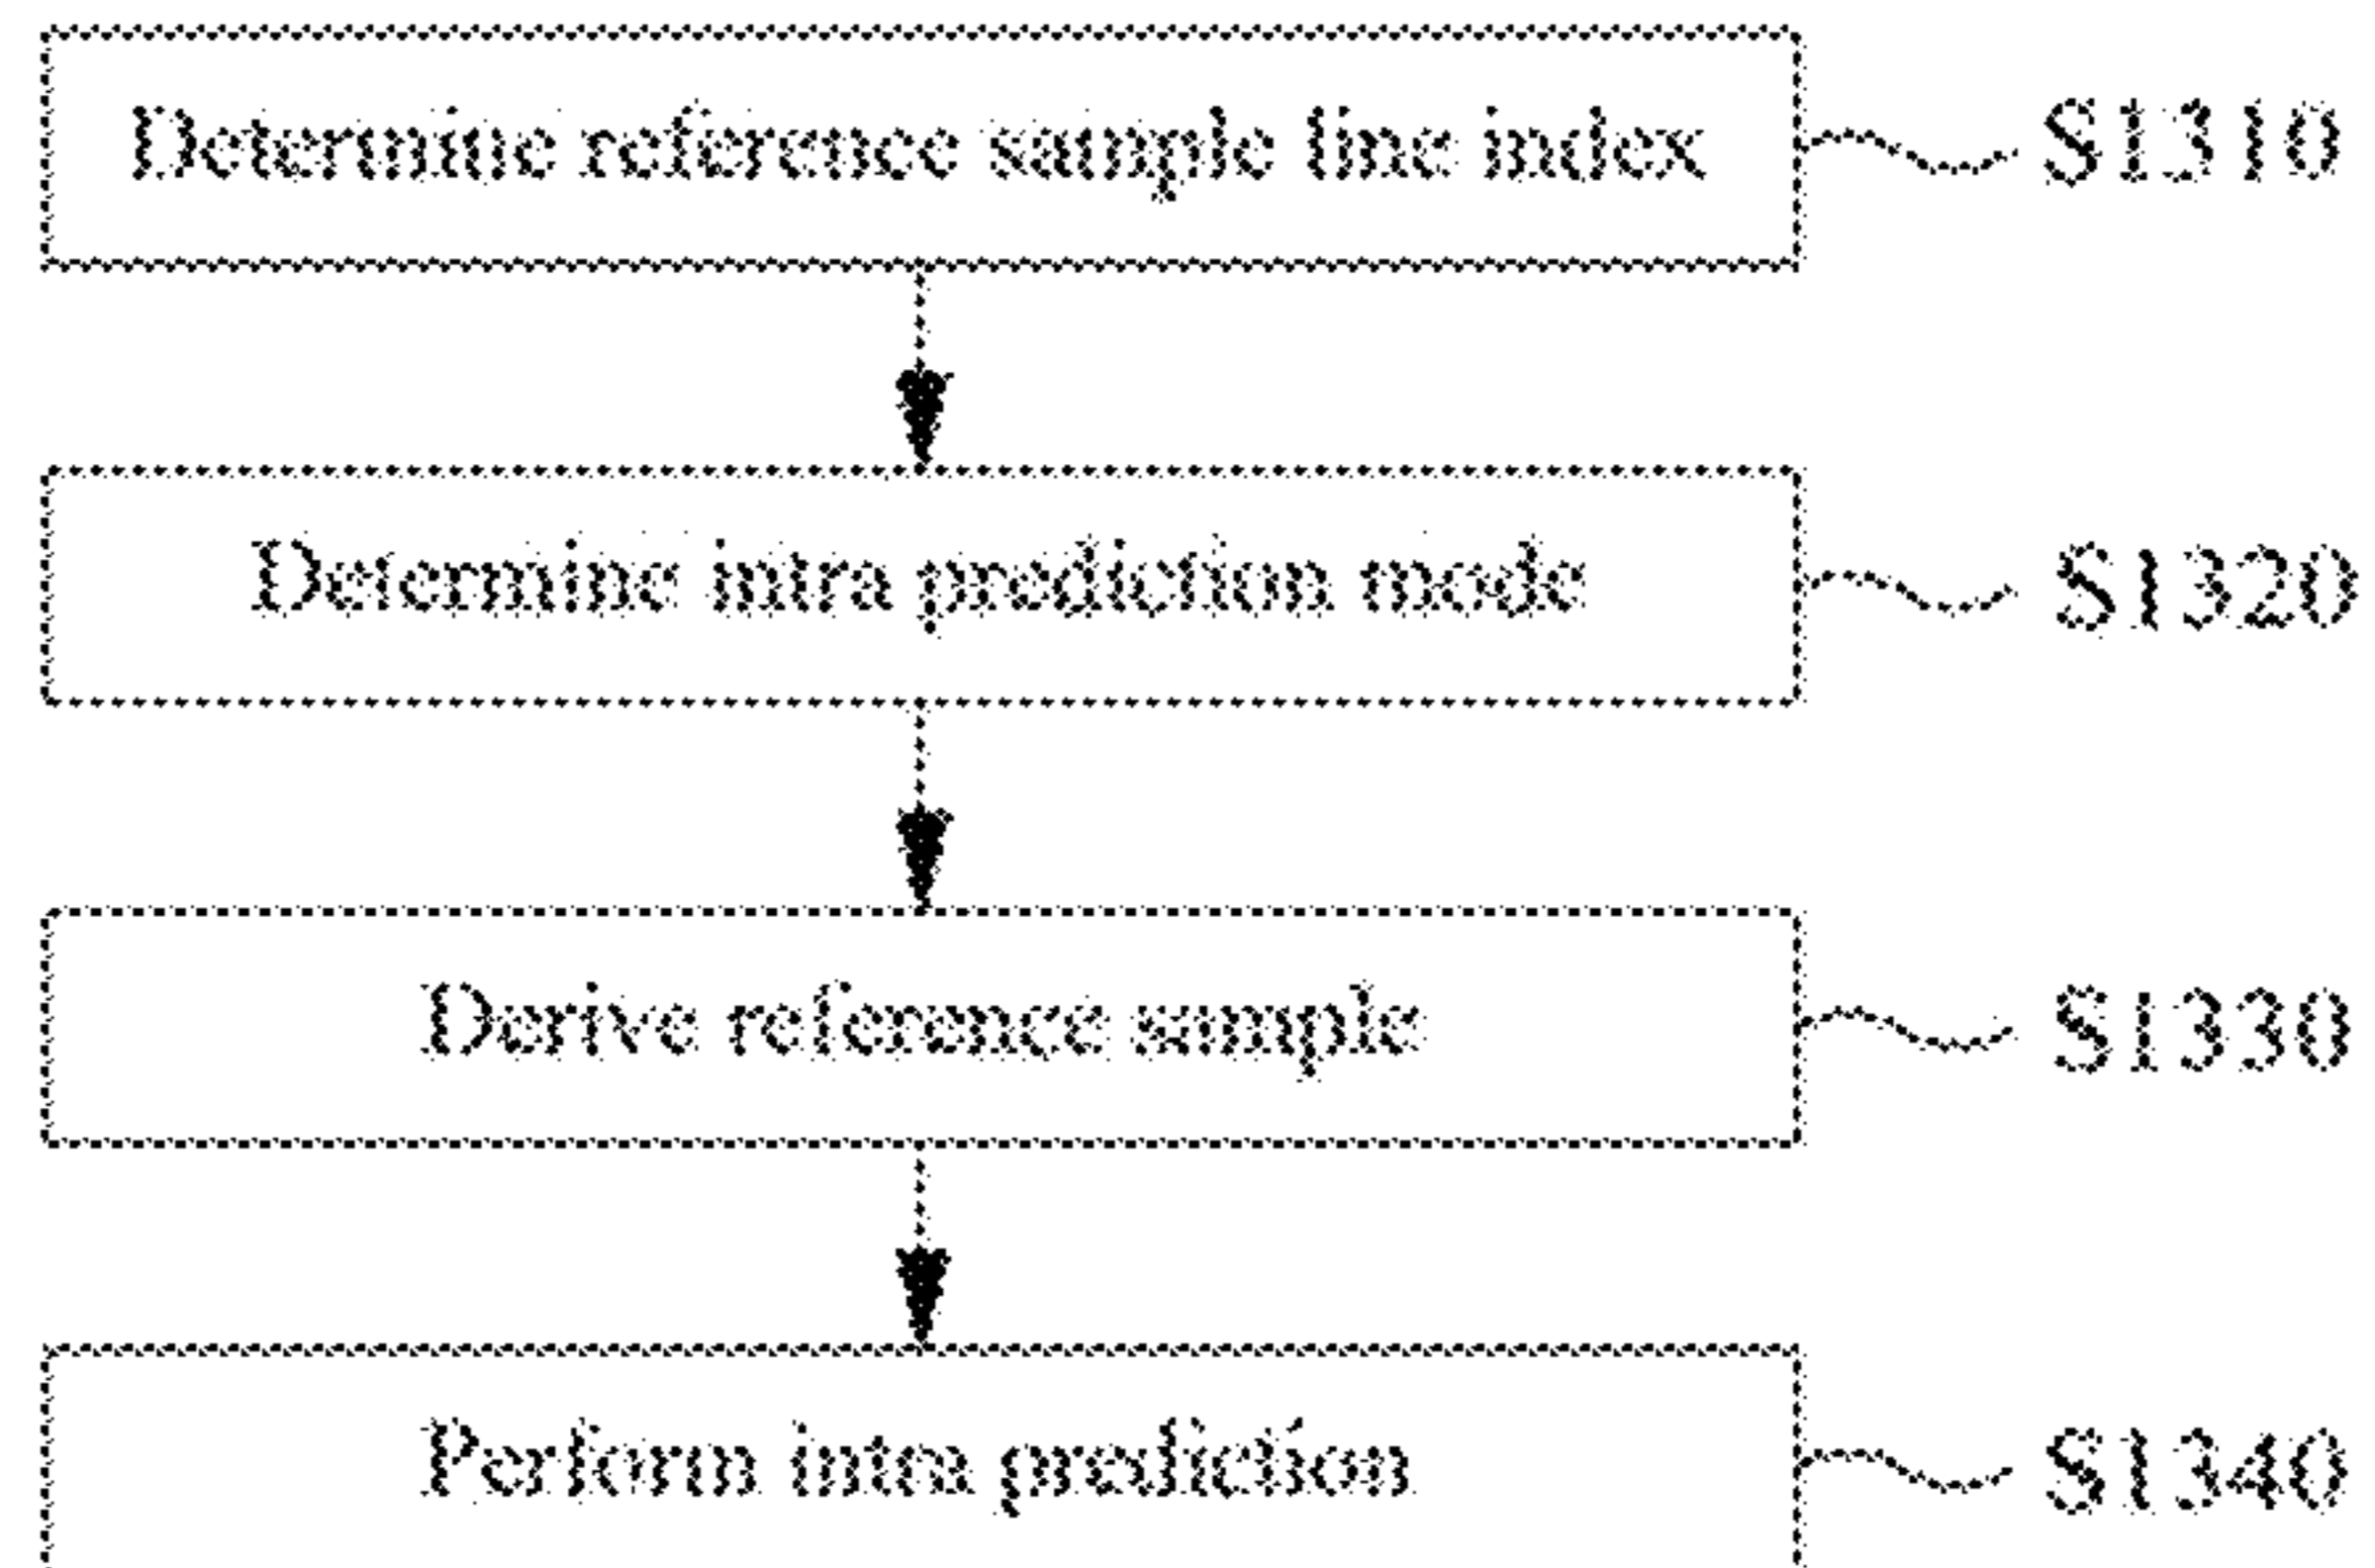 Determine reference sample line index S1310
Determine intra prediction mode S1320
Derive reference sample S1330
Perform intra prediction S1340